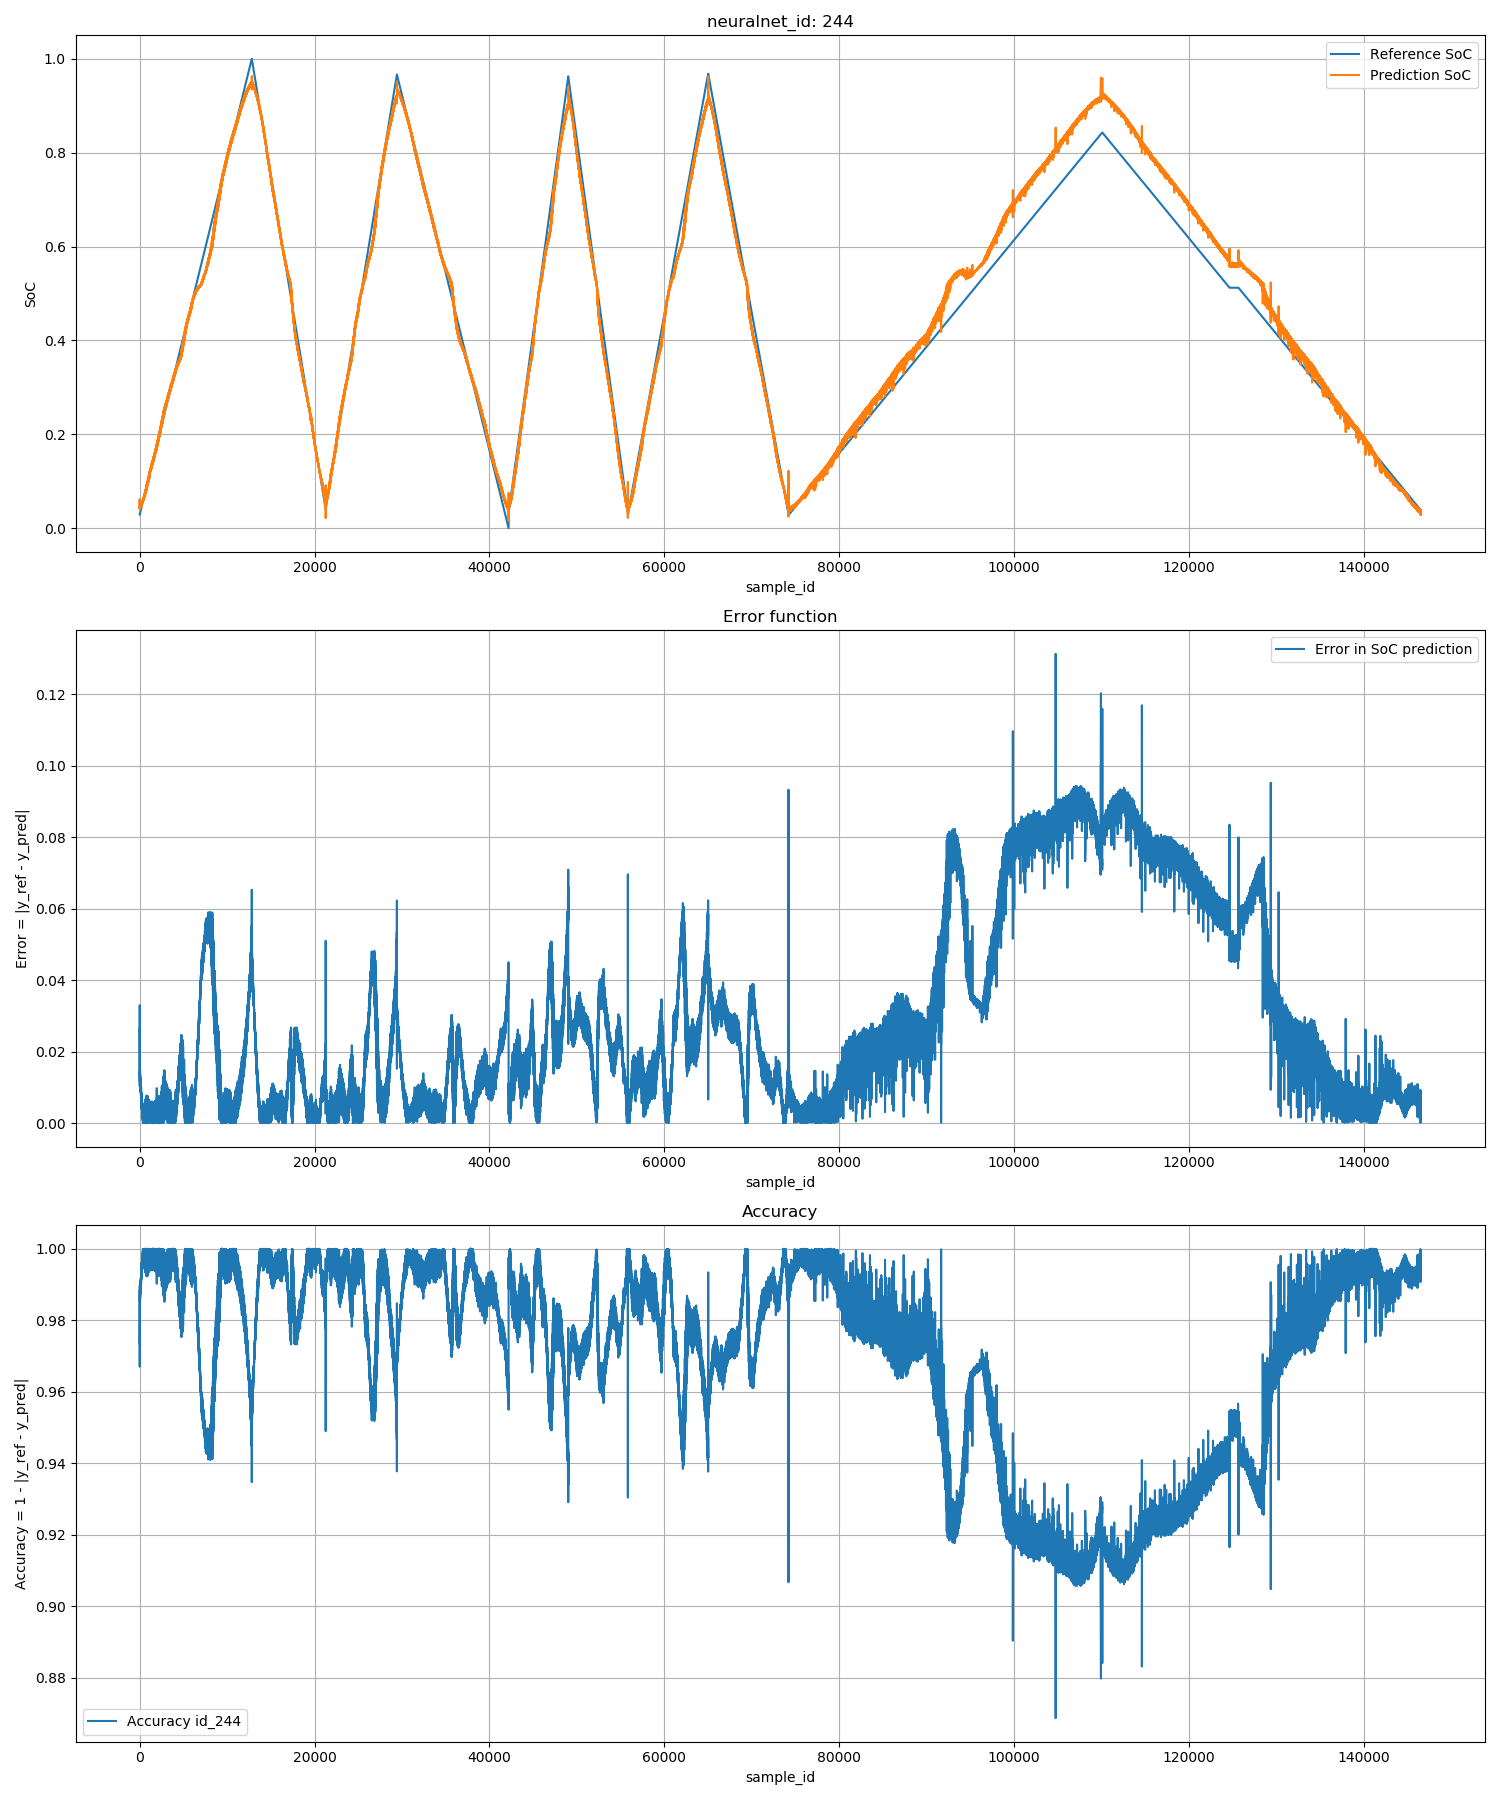 neuralnet_id: 244
Reference SoC
Prediction SoC
1.0
0.8
0.6
0.4
0.2
0.0
SoC
0 20000 40000 60000 80000 100000 120000 140000
sample_id
Error function
Error in SoC prediction
0.12
0.10
0.08
0.06
0.04
0.02
0.00
Error = |y_ref - y_pred|
0 20000 40000 60000 80000 100000 120000 140000
sample_id
Accuracy
1.00
0.98
0.96
0.94
0.92
0.90
0.88
Accuracy = 1 - |y_ref - y_pred|
Accuracy id_244
0 20000 40000 60000 80000 100000 120000 140000
sample_id